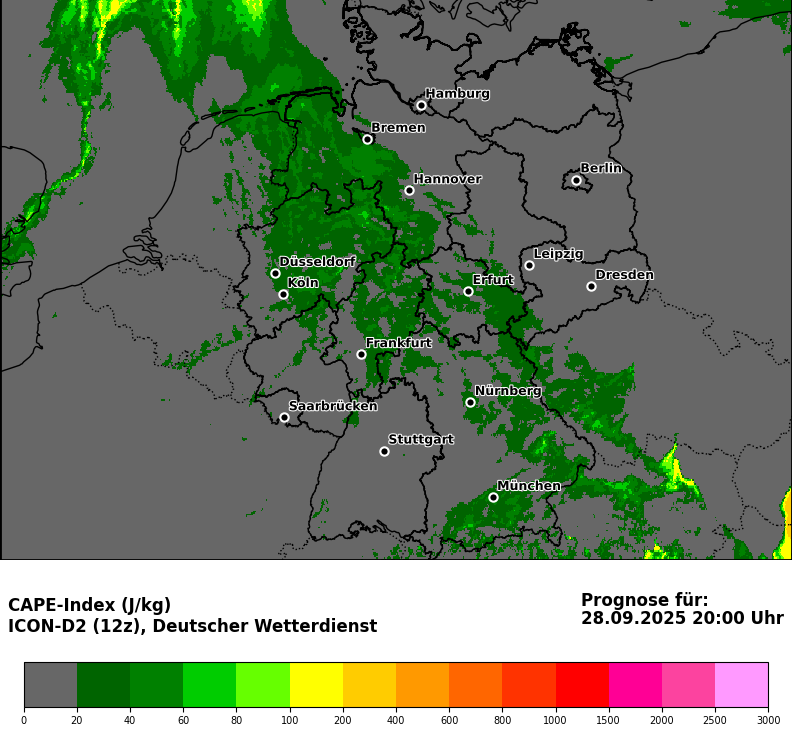 Hamburg
Bremen
Berlin
Hannover
Leipzig
Düsseldorf
Dresden
Köln
Erfurt
Frankfurt
Nürnberg
Saarbrücken
Stuttgart
München
CAPE-Index (J/kg)
ICON-D2 (12z), Deutscher Wetterdienst
Prognose für:
28.09.2025 20:00 Uhr
0 20 40 60 80 100 200 400 600 800 1000 1500 2000 2500 3000